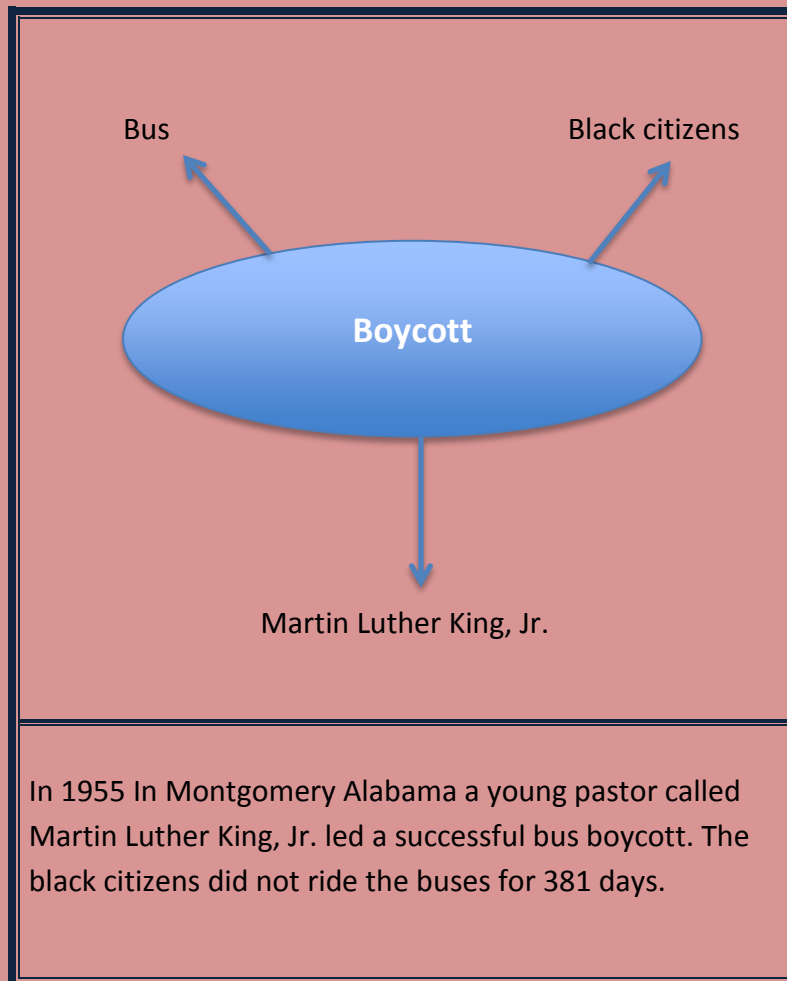 Bus
Black citizens
Boycott
Martin Luther King, Jr.
In 1955 In Montgomery Alabama a young pastor called
Martin Luther King, Jr. led a successful bus boycott. The
black citizens did not ride the buses for 381 days.